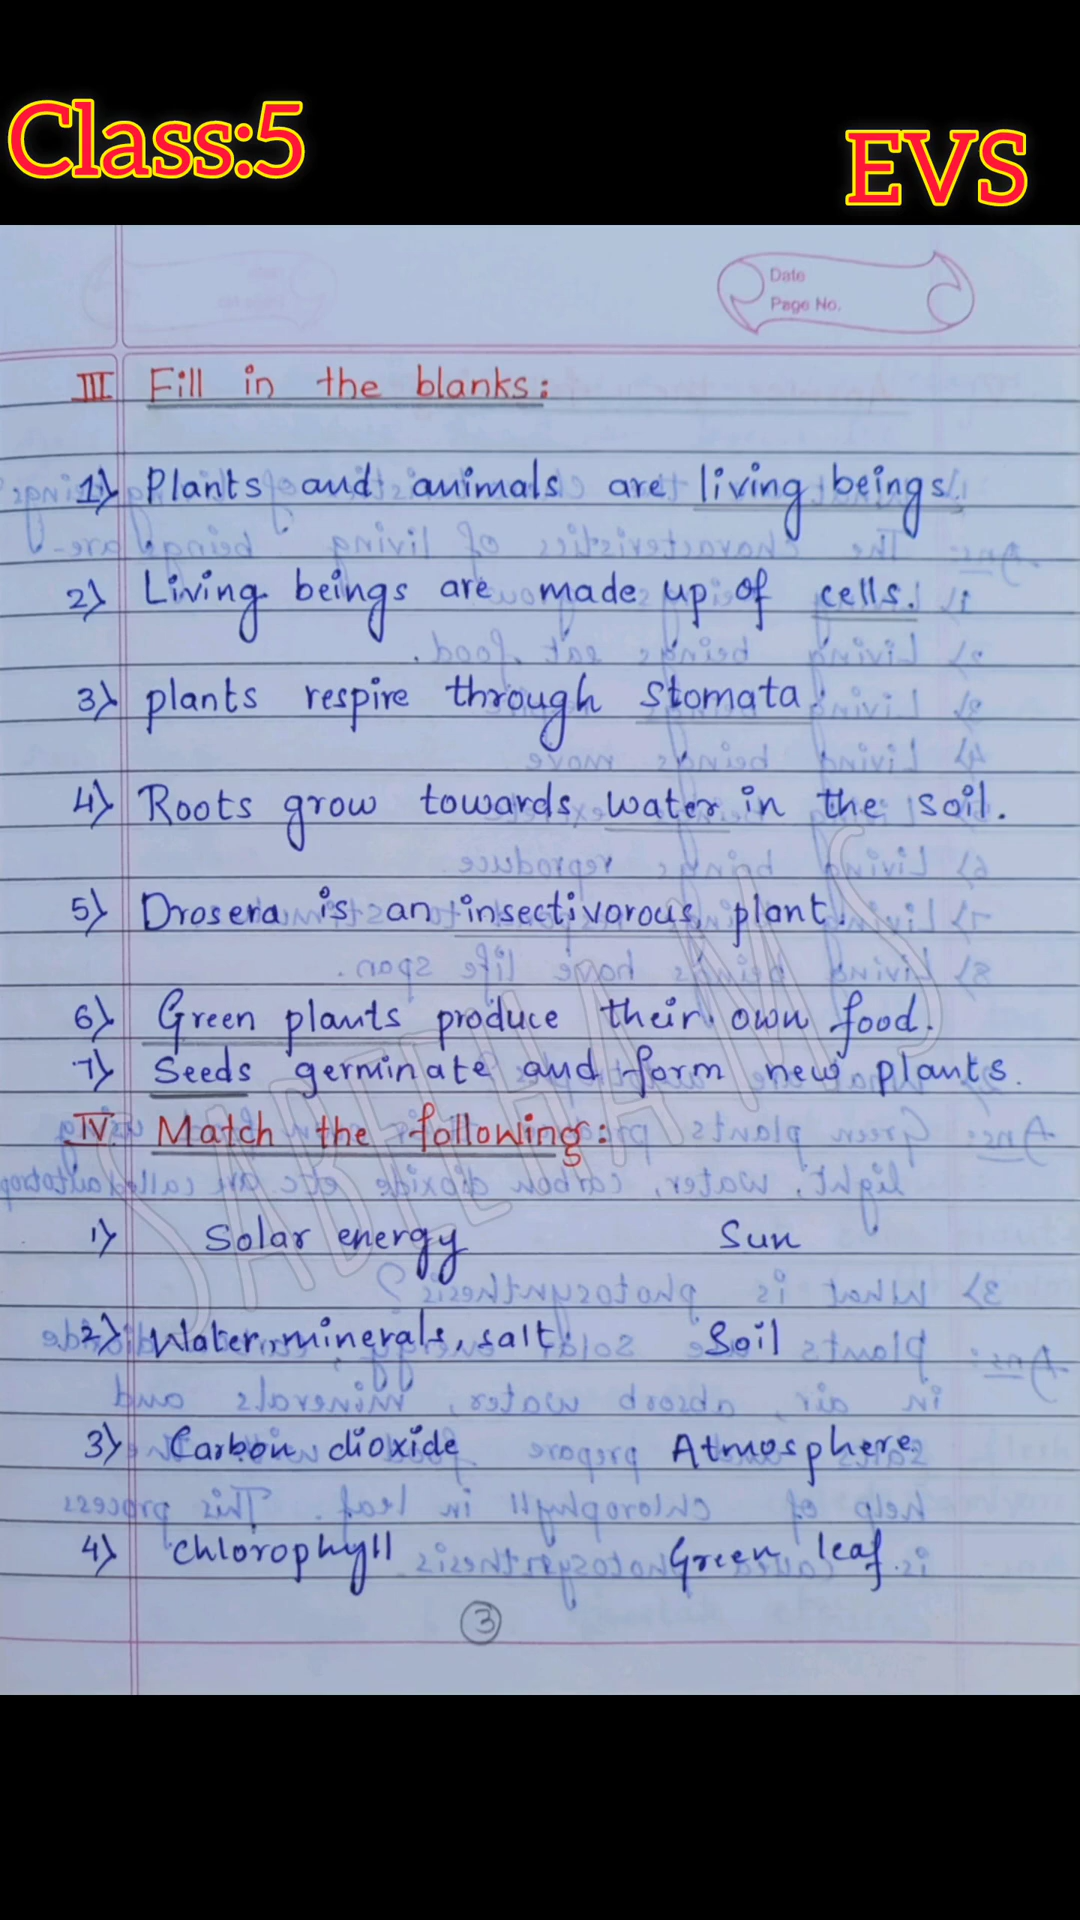 Class:5
EVS
Date
Page No.
III Fill in the blanks:
1) Plants and animals are living beings.
2) Living beings are made up of cells.
3) plants respire through stomata.
4) Roots grow towards water in the soil.
5) Drosera is an insectivorous plant.
6) Green plants produce their own food.
7) Seeds germinate and form new plants.
IV. Match the following:
1) Solar energy Sun
2) Water, minerals, salt. Soil
3) Carbon dioxide Atmosphere.
4) chlorophyll Green leaf.
3
SABEEHA M S